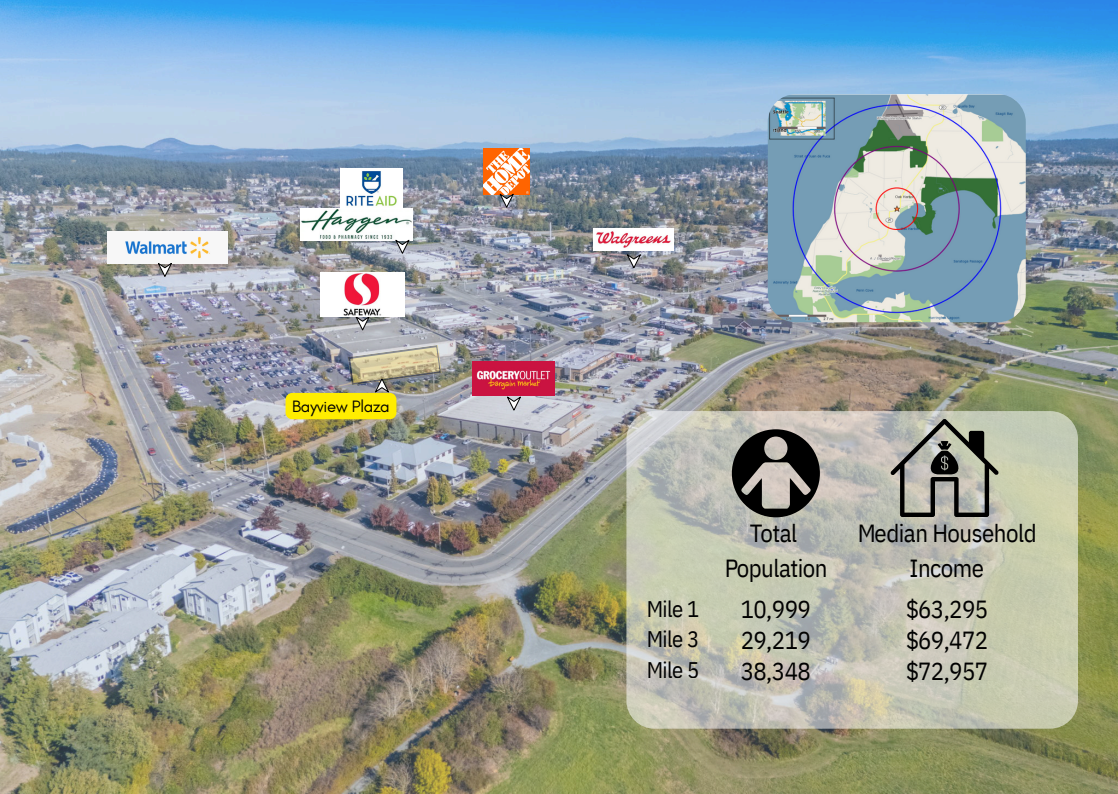 THE
HOME
DEPOT
RITE AID
Haggen
FOOD & PHARMACY SINCE 1933
Walmart
Walgreens
SAFEWAY
GROCERY OUTLET
bargain market
Bayview Plaza
Total
Population
Median Household
Income
$
Mile 1 10,999 $63,295
Mile 3 29,219 $69,472
Mile 5 38,348 $72,957